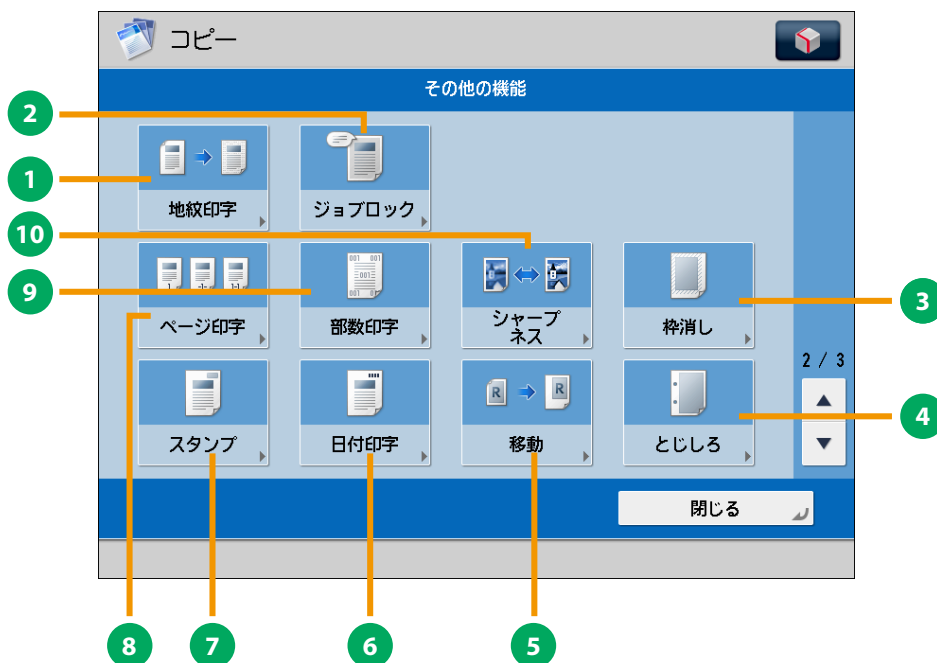 コピー
その他の機能
2
1
地紋印字
ジョブロック
10
9
ページ印字
部数印字
シャープ
ネス
枠消し
3
2 / 3
スタンプ
日付印字
移動
とじしろ
4
閉じる
8
7
6
5